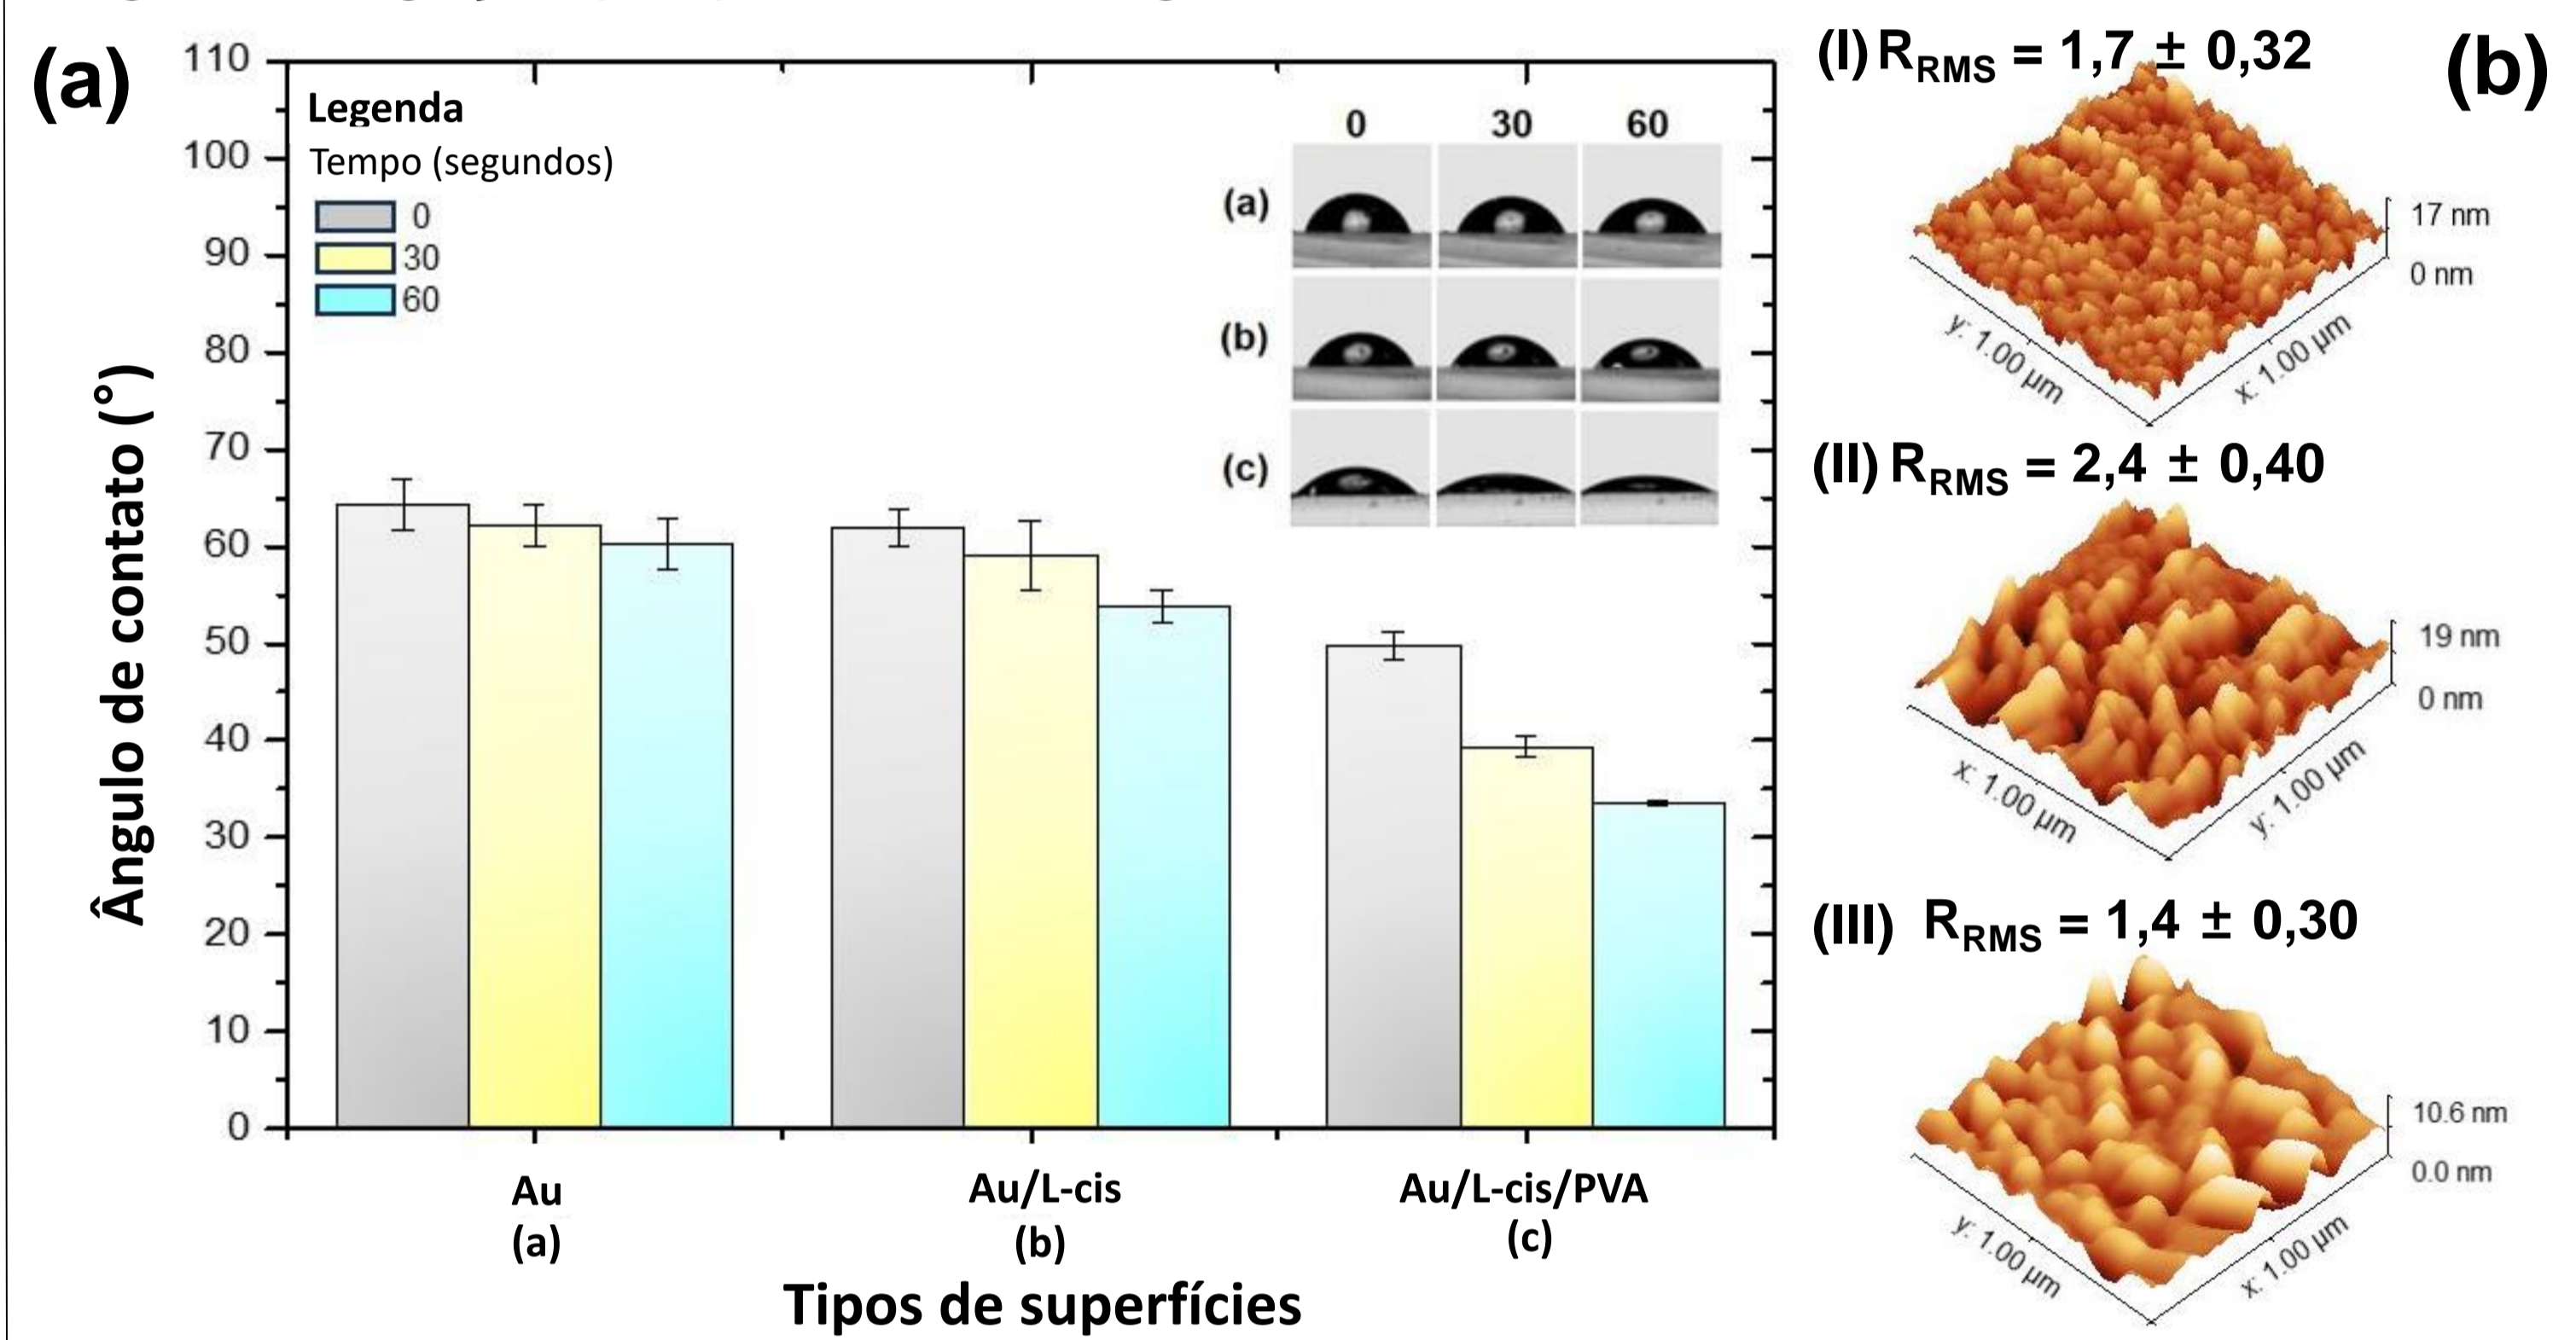 (a)
110
100
90
80
70
60
50
40
30
20
10
0
Ângulo de contato (°)
Legenda
Tempo (segundos)
0
30
60
0 30 60
(a)
(b)
(c)
Au
(a)
Au/L-cis
(b)
Au/L-cis/PVA
(c)
Tipos de superfícies
(b)
(I) RRMS = 1,7 ± 0,32
17 nm
0 nm
y: 1.00 µm
x: 1.00 µm
(II) RRMS = 2,4 ± 0,40
19 nm
0 nm
x: 1.00 µm
y: 1.00 µm
(III) RRMS = 1,4 ± 0,30
10.6 nm
0.0 nm
y: 1.00 µm
x: 1.00 µm